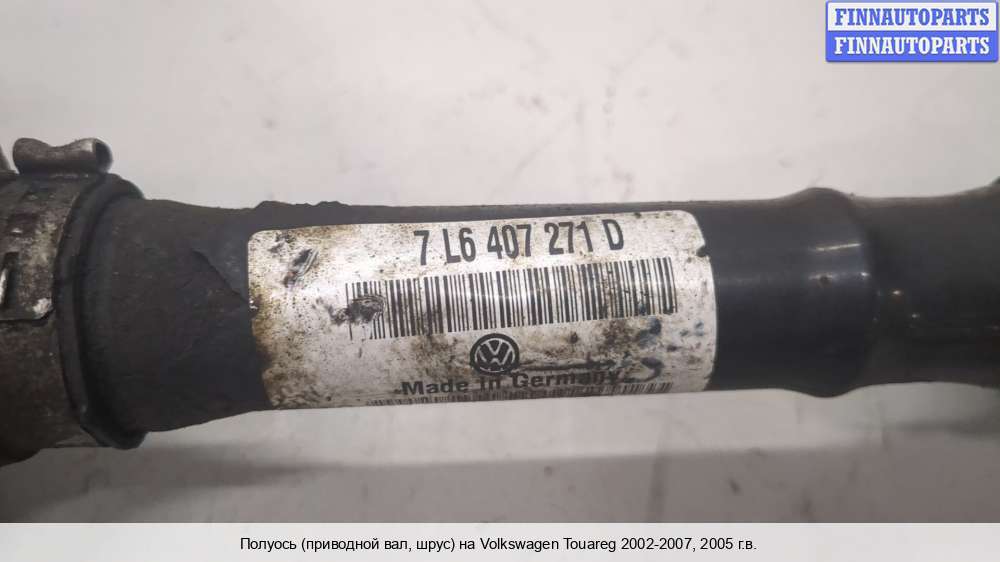 FINNAUTOPARTS
FINNAUTOPARTS
7 L6 407 271 D
VW
Made in Germany
Полуось (приводной вал, шрус) на Volkswagen Touareg 2002-2007, 2005 г.в.